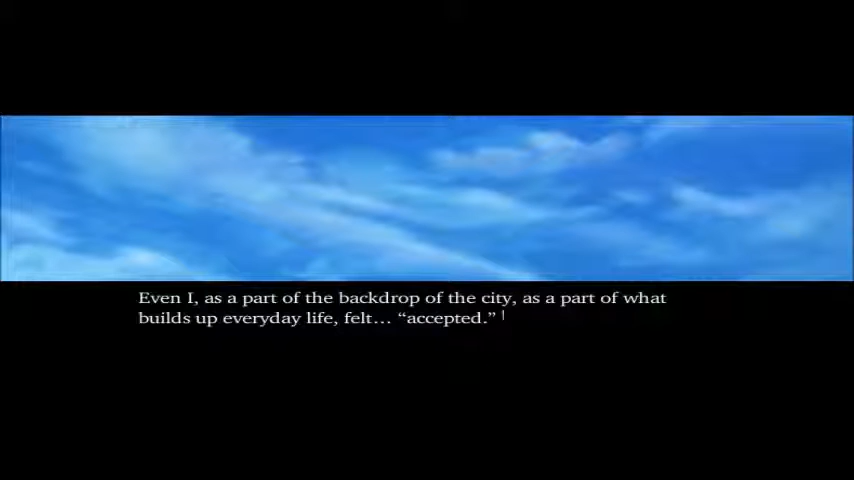 Even I, as a part of the backdrop of the city, as a part of what
builds up everyday life, felt… “accepted.”